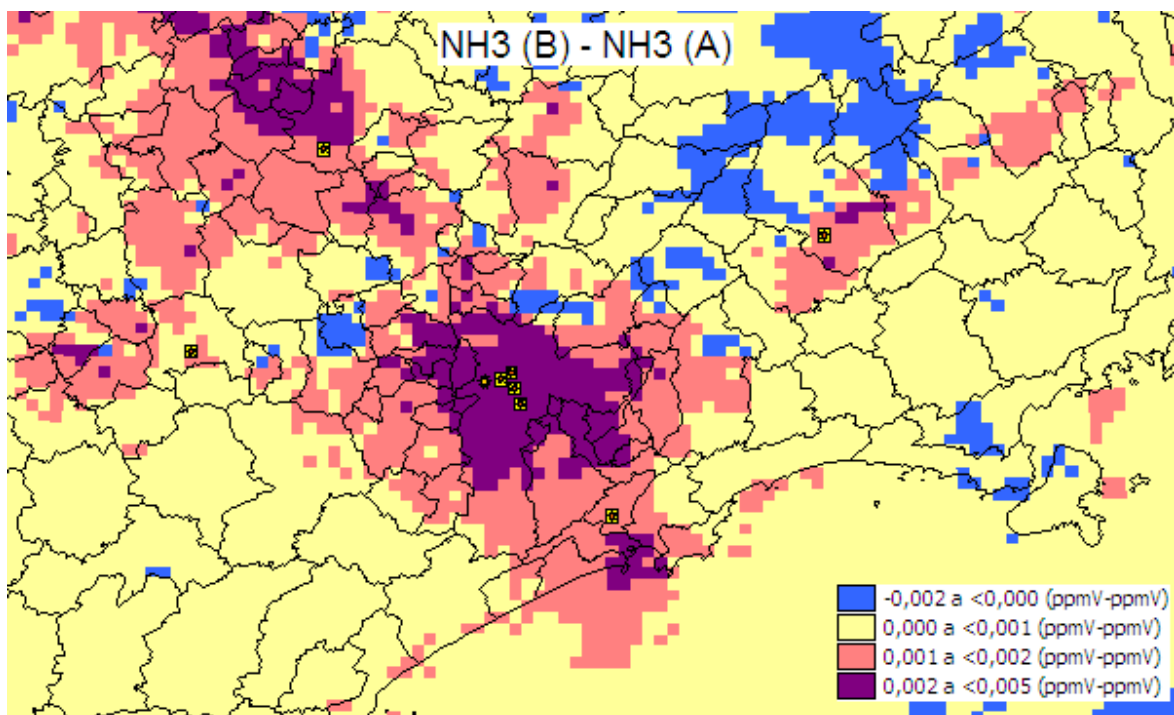 NH3 (B) - NH3 (A)
-0,002 a <0,000 (ppmV-ppmV)
0,000 a <0,001 (ppmV-ppmV)
0,001 a <0,002 (ppmV-ppmV)
0,002 a <0,005 (ppmV-ppmV)